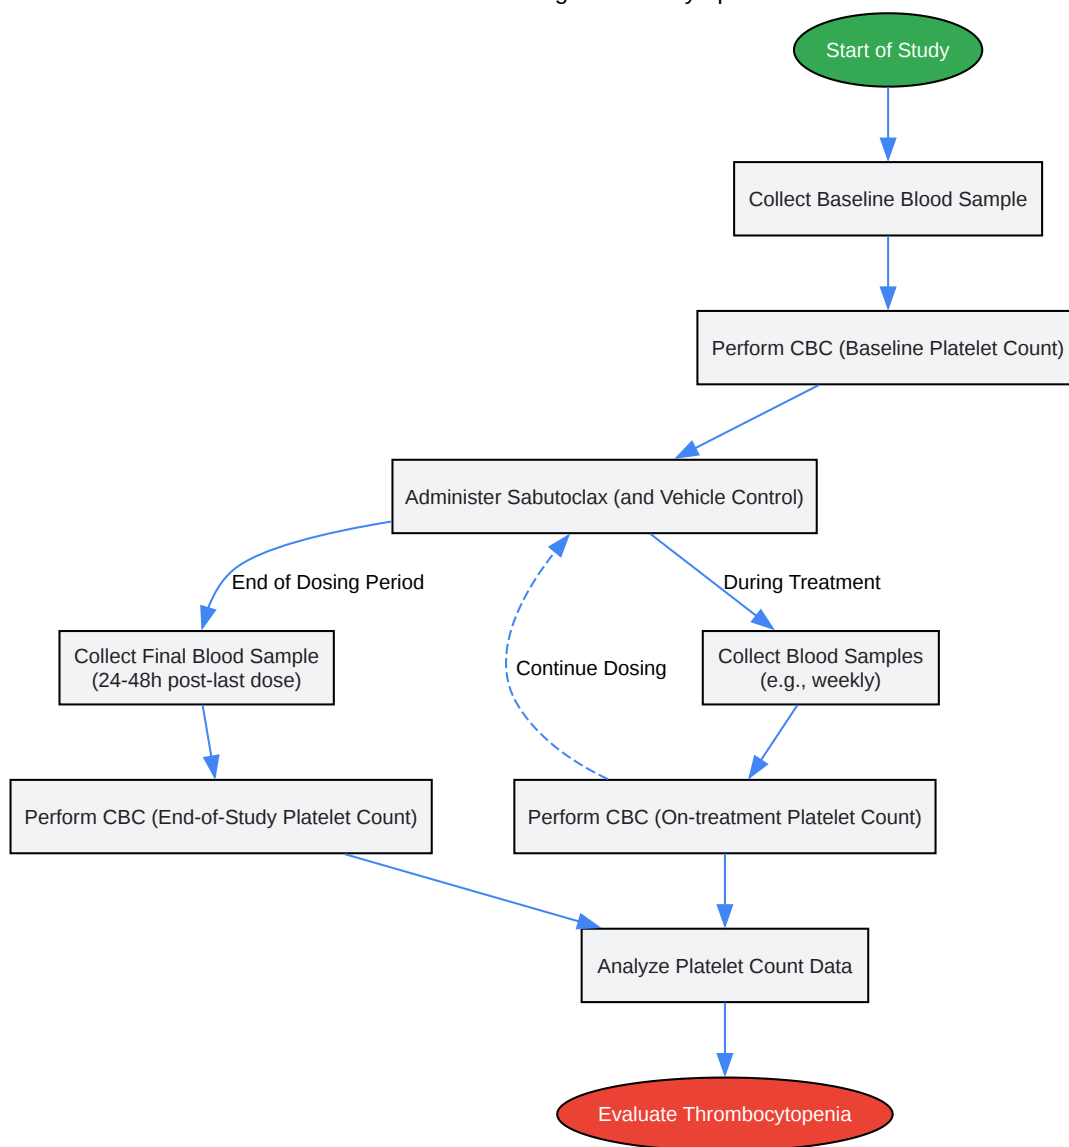 Start of Study
Collect Baseline Blood Sample
Perform CBC (Baseline Platelet Count)
Administer Sabutoclax (and Vehicle Control)
End of Dosing Period
During Treatment
Collect Final Blood Sample
(24-48h post-last dose)
Continue Dosing
Collect Blood Samples
(e.g., weekly)
Perform CBC (End-of-Study Platelet Count)
Perform CBC (On-treatment Platelet Count)
Analyze Platelet Count Data
Evaluate Thrombocytopenia